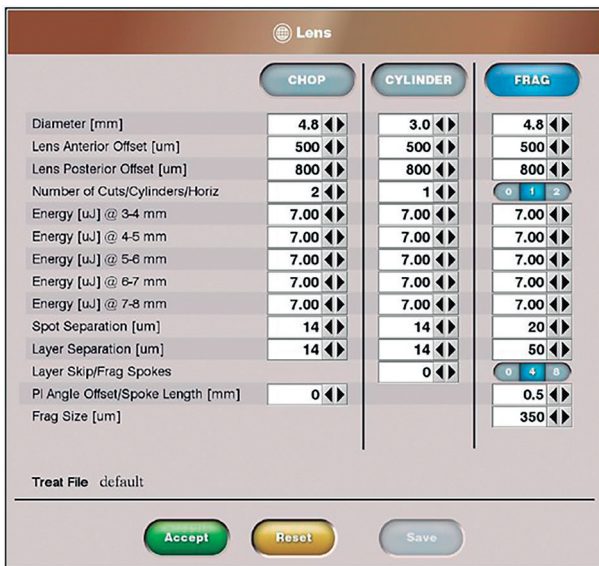 Lens
CHOP CYLINDER FRAG
Diameter [mm] 4.8 3.0 4.8
Lens Anterior Offset [um] 500 500 500
Lens Posterior Offset [um] 800 800 800
Number of Cuts/Cylinders/Horiz 2 1 0 1 2
Energy [uJ] @ 3-4 mm 7.00 7.00 7.00
Energy [uJ] @ 4-5 mm 7.00 7.00 7.00
Energy [uJ] @ 5-6 mm 7.00 7.00 7.00
Energy [uJ] @ 6-7 mm 7.00 7.00 7.00
Energy [uJ] @ 7-8 mm 7.00 7.00 7.00
Spot Separation [um] 14 14 20
Layer Separation [um] 14 14 50
Layer Skip/Frag Spokes 0 0 4 8
PI Angle Offset/Spoke Length [mm] 0 0.5
Frag Size [um] 350
Treat File default
Accept Reset Save